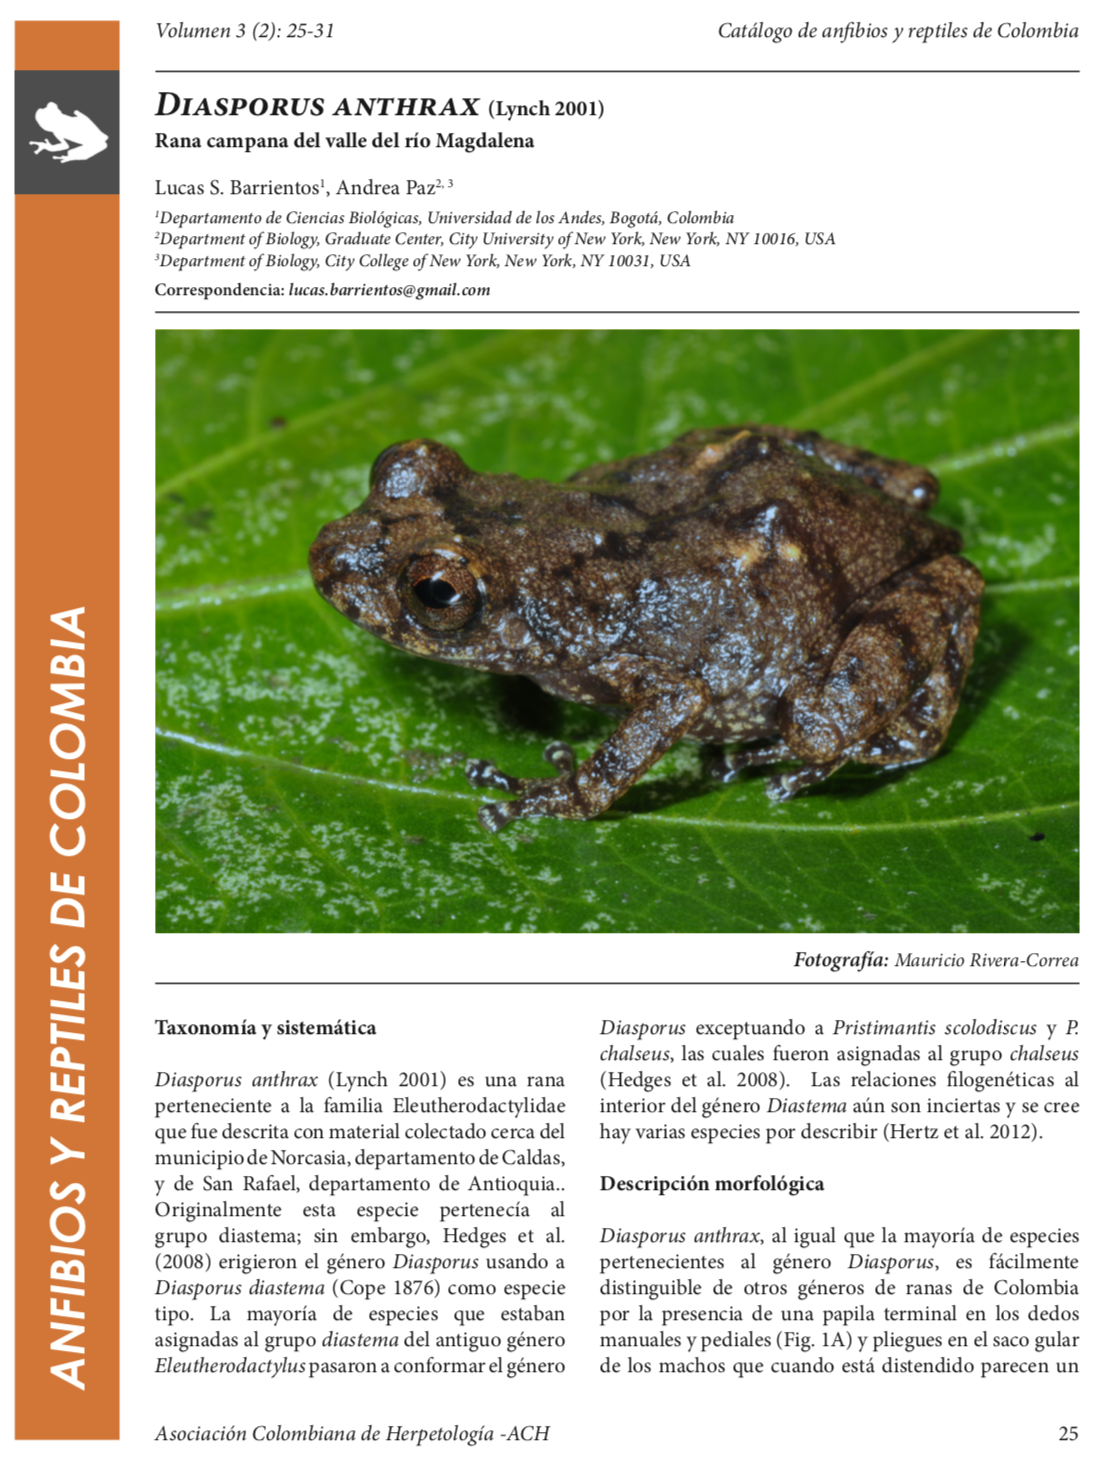 Volumen 3 (2): 25-31
Catálogo de anfibios y reptiles de Colombia
DIASPORUS ANTHRAX (Lynch 2001)
Rana campana del valle del río Magdalena
Lucas S. Barrientos1, Andrea Paz2, 3
1Departamento de Ciencias Biológicas, Universidad de los Andes, Bogotá, Colombia
2Department of Biology, Graduate Center, City University of New York, New York, NY 10016, USA
3Department of Biology, City College of New York, New York, NY 10031, USA
Correspondencia: lucas.barrientos@gmail.com
Fotografía: Mauricio Rivera-Correa
ANFIBIOS Y REPTILES DE COLOMBIA
Taxonomía y sistemática
Diasporus anthrax (Lynch 2001) es una rana
perteneciente a la familia Eleutherodactylidae
que fue descrita con material colectado cerca del
municipio de Norcasia, departamento de Caldas,
y de San Rafael, departamento de Antioquia..
Originalmente esta especie pertenecía al
grupo diastema; sin embargo, Hedges et al.
(2008) erigieron el género Diasporus usando a
Diasporus diastema (Cope 1876) como especie
tipo. La mayoría de especies que estaban
asignadas al grupo diastema del antiguo género
Eleutherodactylus pasaron a conformar el género
Diasporus exceptuando a Pristimantis scolodiscus y P.
chalseus, las cuales fueron asignadas al grupo chalseus
(Hedges et al. 2008). Las relaciones filogenéticas al
interior del género Diastema aún son inciertas y se cree
hay varias especies por describir (Hertz et al. 2012).
Descripción morfológica
Diasporus anthrax, al igual que la mayoría de especies
pertenecientes al género Diasporus, es fácilmente
distinguible de otros géneros de ranas de Colombia
por la presencia de una papila terminal en los dedos
manuales y pediales (Fig. 1A) y pliegues en el saco gular
de los machos que cuando está distendido parecen un
Asociación Colombiana de Herpetología -ACH
25